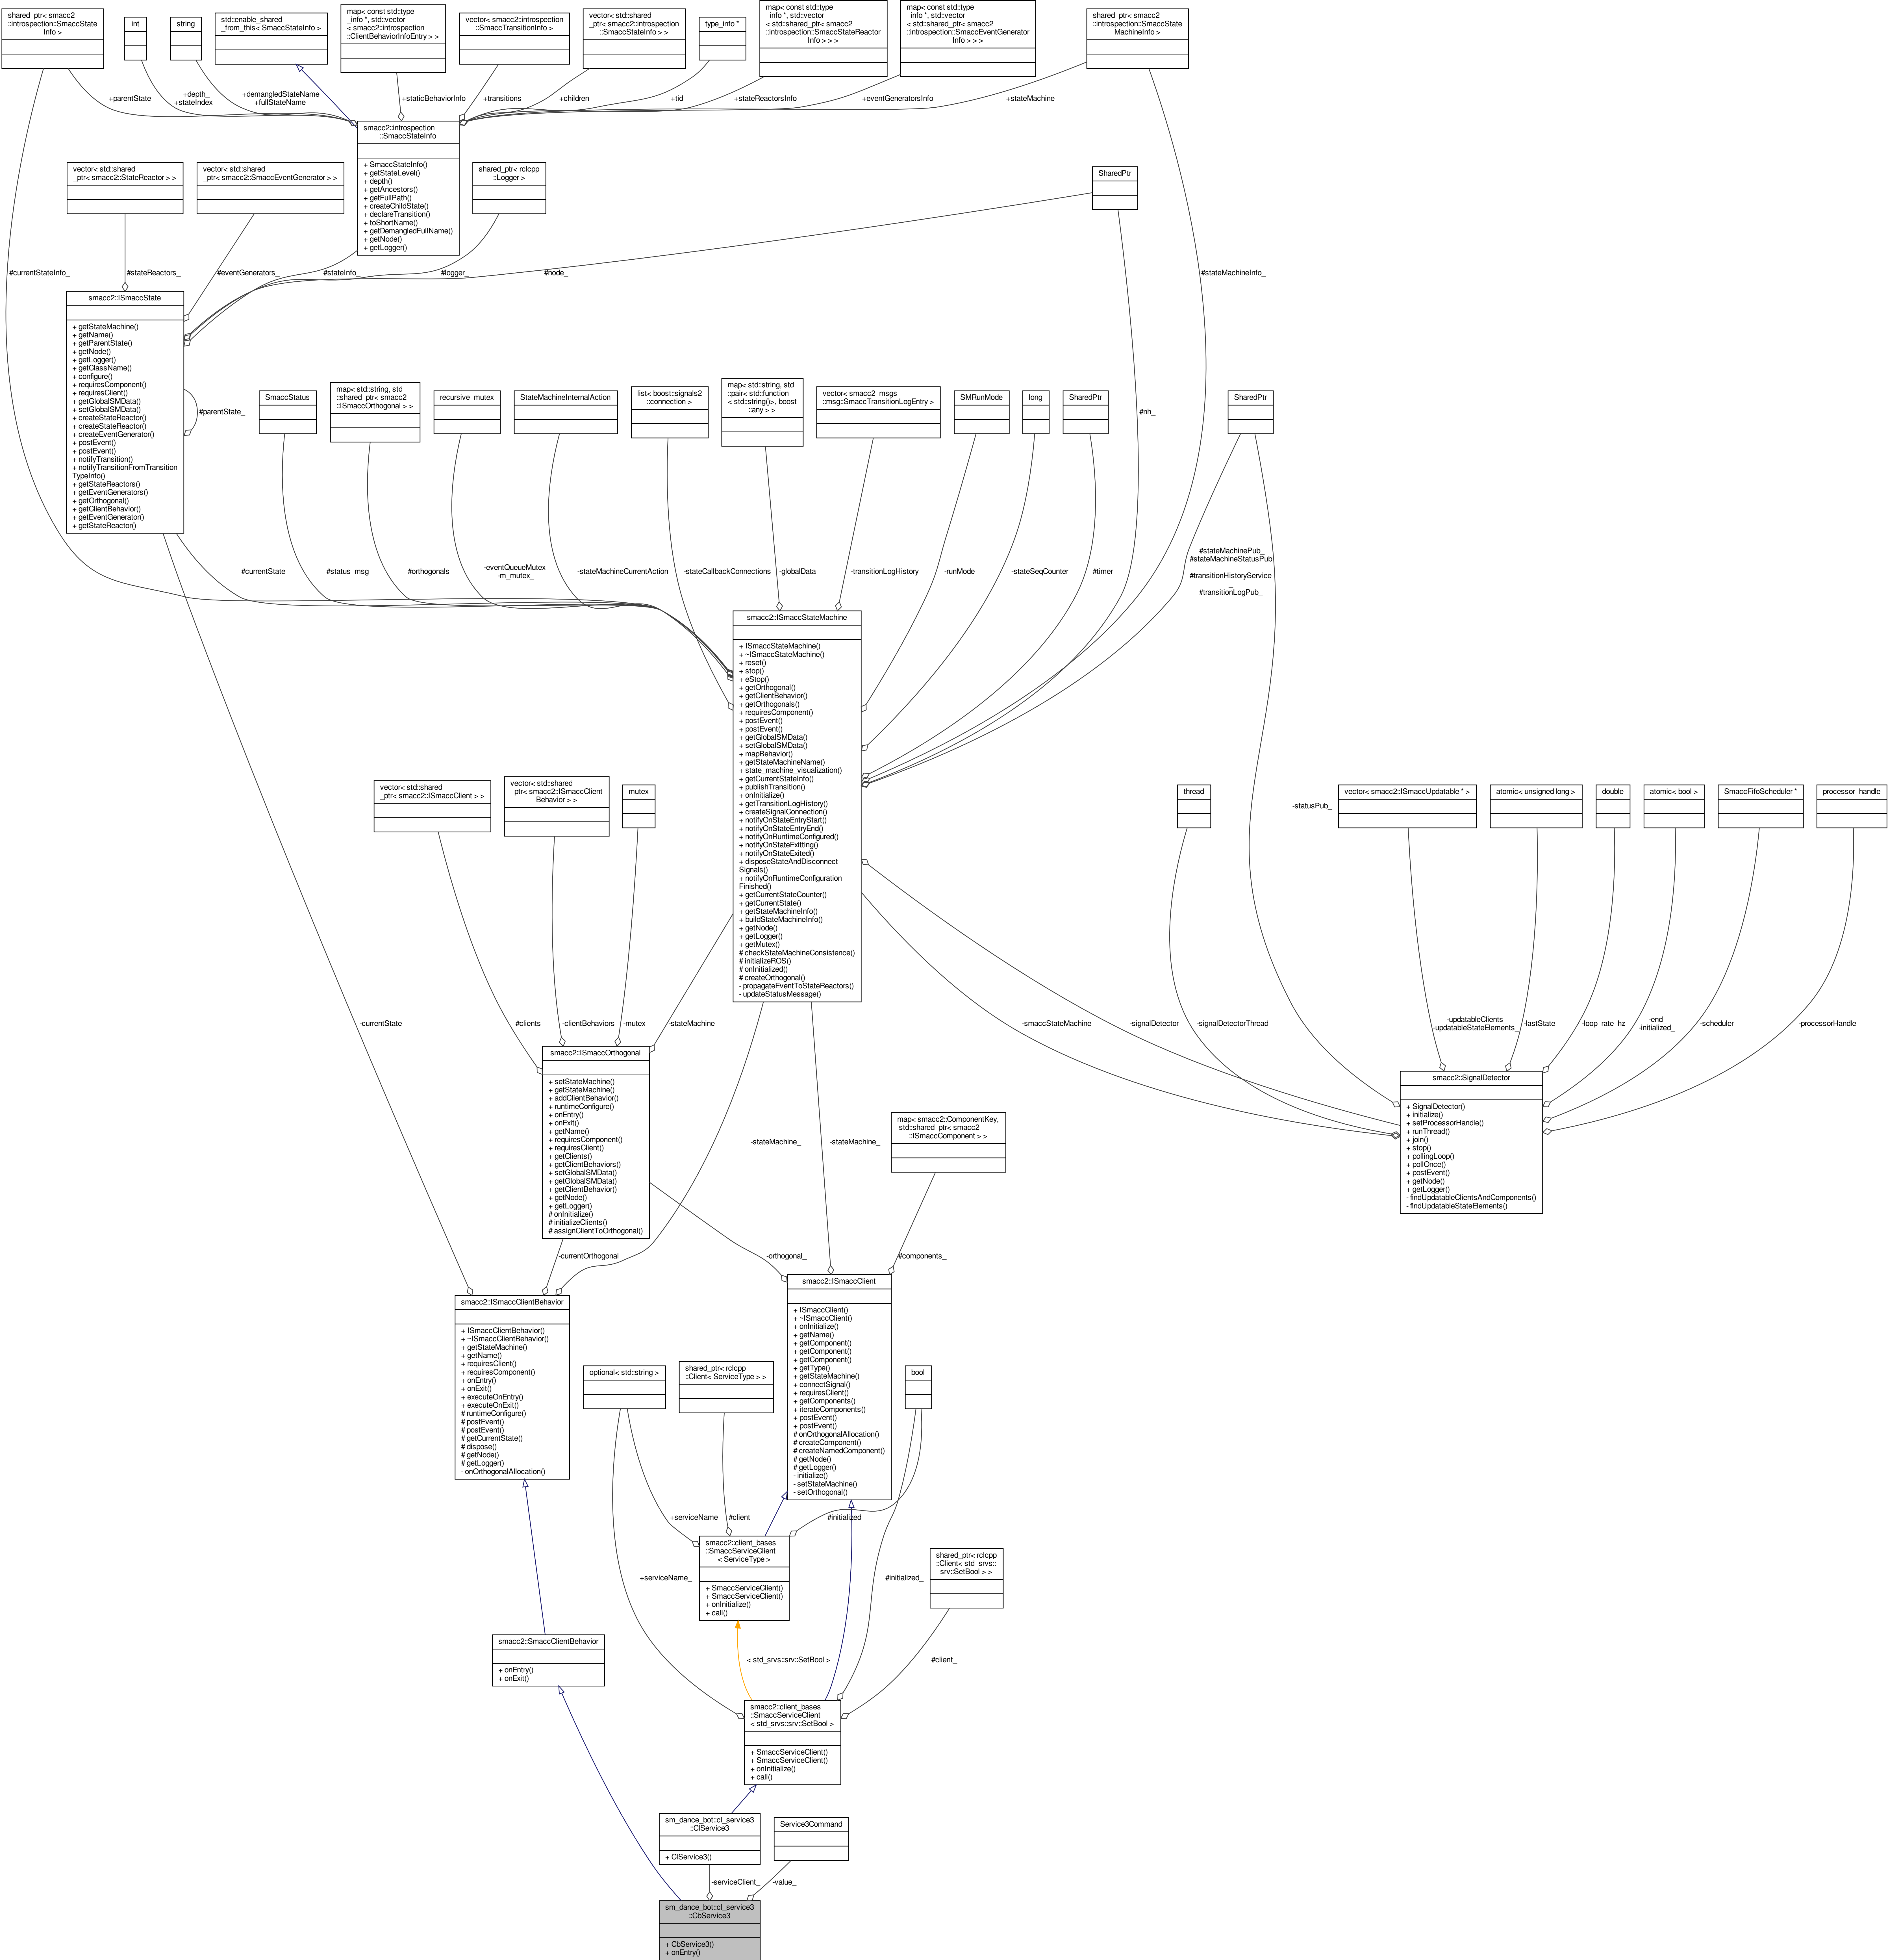 shared_ptr< smacc2
::introspection::SmaccState
Info >
int
string
std::enable_shared
_from_this< SmaccStateInfo >
map< const std::type
_info *, std::vector
< smacc2::introspection
::ClientBehaviorInfoEntry > >
vector< smacc2::introspection
::SmaccTransitionInfo >
vector< std::shared
_ptr< smacc2::introspection
::SmaccStateInfo > >
type_info *
map< const std::type
_info *, std::vector
< std::shared_ptr< smacc2
::introspection::SmaccStateReactor
Info > > >
map< const std::type
_info *, std::vector
< std::shared_ptr< smacc2
::introspection::SmaccEventGenerator
Info > > >
shared_ptr< smacc2
::introspection::SmaccState
MachineInfo >
+parentState_
+depth_
+stateIndex_
+demangledStateName
+fullStateName
+staticBehaviorInfo
+transitions_
+children_
+tid_
+stateReactorsInfo
+eventGeneratorsInfo
+stateMachine_
smacc2::introspection
::SmaccStateInfo
+ SmaccStateInfo()
+ getStateLevel()
+ depth()
+ getAncestors()
+ getFullPath()
+ createChildState()
+ declareTransition()
+ toShortName()
+ getDemangledFullName()
+ getNode()
+ getLogger()
vector< std::shared
_ptr< smacc2::StateReactor > >
vector< std::shared
_ptr< smacc2::SmaccEventGenerator > >
shared_ptr< rclcpp
::Logger >
SharedPtr
#currentStateInfo_
#stateReactors_
#eventGenerators_
#stateInfo_
#logger_
#node_
#stateMachineInfo_
smacc2::ISmaccState
+ getStateMachine()
+ getName()
+ getParentState()
+ getNode()
+ getLogger()
+ getClassName()
+ configure()
+ requiresComponent()
+ requiresClient()
+ getGlobalSMData()
+ setGlobalSMData()
+ createStateReactor()
+ createStateReactor()
+ createEventGenerator()
+ postEvent()
+ postEvent()
+ notifyTransition()
+ notifyTransitionFromTransition
TypeInfo()
+ getStateReactors()
+ getEventGenerators()
+ getOrthogonal()
+ getClientBehavior()
+ getEventGenerator()
+ getStateReactor()
#parentState_
SmaccStatus
map< std::string, std
::shared_ptr< smacc2
::ISmaccOrthogonal > >
recursive_mutex
StateMachineInternalAction
list< boost::signals2
::connection >
map< std::string, std
::pair< std::function
< std::string()>, boost
::any > >
vector< smacc2_msgs
::msg::SmaccTransitionLogEntry >
SMRunMode
long
SharedPtr
#nh_
SharedPtr
#currentState_
#status_msg_
#orthogonals_
-eventQueueMutex_
-m_mutex_
-stateMachineCurrentAction
-stateCallbackConnections
-globalData_
-transitionLogHistory_
-runMode_
-stateSeqCounter_
#timer_
#stateMachinePub_
#stateMachineStatusPub
_
#transitionHistoryService
_
#transitionLogPub_
smacc2::ISmaccStateMachine
+ ISmaccStateMachine()
+ ~ISmaccStateMachine()
+ reset()
+ stop()
+ eStop()
+ getOrthogonal()
+ getClientBehavior()
+ getOrthogonals()
+ requiresComponent()
+ postEvent()
+ postEvent()
+ getGlobalSMData()
+ setGlobalSMData()
+ mapBehavior()
+ getStateMachineName()
+ state_machine_visualization()
+ getCurrentStateInfo()
+ publishTransition()
+ onInitialize()
+ getTransitionLogHistory()
+ createSignalConnection()
+ notifyOnStateEntryStart()
+ notifyOnStateEntryEnd()
+ notifyOnRuntimeConfigured()
+ notifyOnStateExitting()
+ notifyOnStateExited()
+ disposeStateAndDisconnect
Signals()
+ notifyOnRuntimeConfiguration
Finished()
+ getCurrentStateCounter()
+ getCurrentState()
+ getStateMachineInfo()
+ buildStateMachineInfo()
+ getNode()
+ getLogger()
+ getMutex()
# checkStateMachineConsistence()
# initializeROS()
# onInitialized()
# createOrthogonal()
- propagateEventToStateReactors()
- updateStatusMessage()
vector< std::shared
_ptr< smacc2::ISmaccClient > >
vector< std::shared
_ptr< smacc2::ISmaccClient
Behavior > >
mutex
thread
-statusPub_
vector< smacc2::ISmaccUpdatable * >
atomic< unsigned long >
double
atomic< bool >
SmaccFifoScheduler *
processor_handle
-currentState
#clients_
-clientBehaviors_
-mutex_
-stateMachine_
-smaccStateMachine_
-signalDetector_
-signalDetectorThread_
-updatableClients_
-updatableStateElements_
-lastState_
-loop_rate_hz
-end_
-initialized_
-scheduler_
-processorHandle_
smacc2::ISmaccOrthogonal
+ setStateMachine()
+ getStateMachine()
+ addClientBehavior()
+ runtimeConfigure()
+ onEntry()
+ onExit()
+ getName()
+ requiresComponent()
+ requiresClient()
+ getClients()
+ getClientBehaviors()
+ setGlobalSMData()
+ getGlobalSMData()
+ getClientBehavior()
+ getNode()
+ getLogger()
# onInitialize()
# initializeClients()
# assignClientToOrthogonal()
smacc2::SignalDetector
+ SignalDetector()
+ initialize()
+ setProcessorHandle()
+ runThread()
+ join()
+ stop()
+ pollingLoop()
+ pollOnce()
+ postEvent()
+ getNode()
+ getLogger()
- findUpdatableClientsAndComponents()
- findUpdatableStateElements()
-stateMachine_
-stateMachine_
map< smacc2::ComponentKey,
std::shared_ptr< smacc2
::ISmaccComponent > >
-currentOrthogonal
-orthogonal_
#components_
smacc2::ISmaccClientBehavior
+ ISmaccClientBehavior()
+ ~ISmaccClientBehavior()
+ getStateMachine()
+ getName()
+ requiresClient()
+ requiresComponent()
+ onEntry()
+ onExit()
+ executeOnEntry()
+ executeOnExit()
# runtimeConfigure()
# postEvent()
# postEvent()
# getCurrentState()
# dispose()
# getNode()
# getLogger()
- onOrthogonalAllocation()
smacc2::ISmaccClient
+ ISmaccClient()
+ ~ISmaccClient()
+ onInitialize()
+ getName()
+ getComponent()
+ getComponent()
+ getComponent()
+ getType()
+ getStateMachine()
+ connectSignal()
+ requiresClient()
+ getComponents()
+ iterateComponents()
+ postEvent()
+ postEvent()
# onOrthogonalAllocation()
# createComponent()
# createNamedComponent()
# getNode()
# getLogger()
- initialize()
- setStateMachine()
- setOrthogonal()
optional< std::string >
shared_ptr< rclcpp
::Client< ServiceType > >
bool
+serviceName_
#client_
#initialized_
smacc2::client_bases
::SmaccServiceClient
< ServiceType >
+ SmaccServiceClient()
+ SmaccServiceClient()
+ onInitialize()
+ call()
shared_ptr< rclcpp
::Client< std_srvs::
srv::SetBool > >
+serviceName_
#initialized_
smacc2::SmaccClientBehavior
+ onEntry()
+ onExit()
< std_srvs::srv::SetBool >
#client_
smacc2::client_bases
::SmaccServiceClient
< std_srvs::srv::SetBool >
+ SmaccServiceClient()
+ SmaccServiceClient()
+ onInitialize()
+ call()
sm_dance_bot::cl_service3
::ClService3
+ ClService3()
Service3Command
-serviceClient_
-value_
sm_dance_bot::cl_service3
::CbService3
+ CbService3()
+ onEntry()